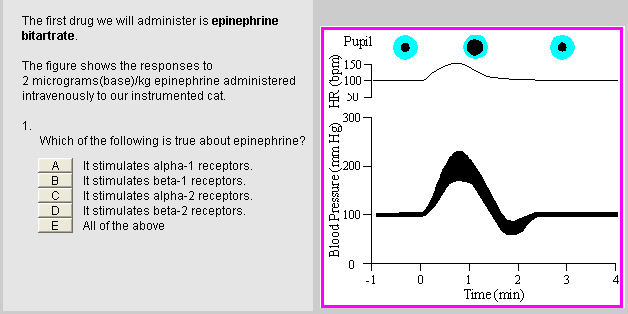 The first drug we will administer is epinephrine
bitartrate.
The figure shows the responses to
2 micrograms(base)/kg epinephrine administered
intravenously to our instrumented cat.
1.
Which of the following is true about epinephrine?
A It stimulates alpha-1 receptors.
B It stimulates beta-1 receptors.
C It stimulates alpha-2 receptors.
D It stimulates beta-2 receptors.
E All of the above
Pupil
HR (bpm)
150
100
50
Blood Pressure (mm Hg)
300
200
100
0
-1 0 1 2 3 4
Time (min)